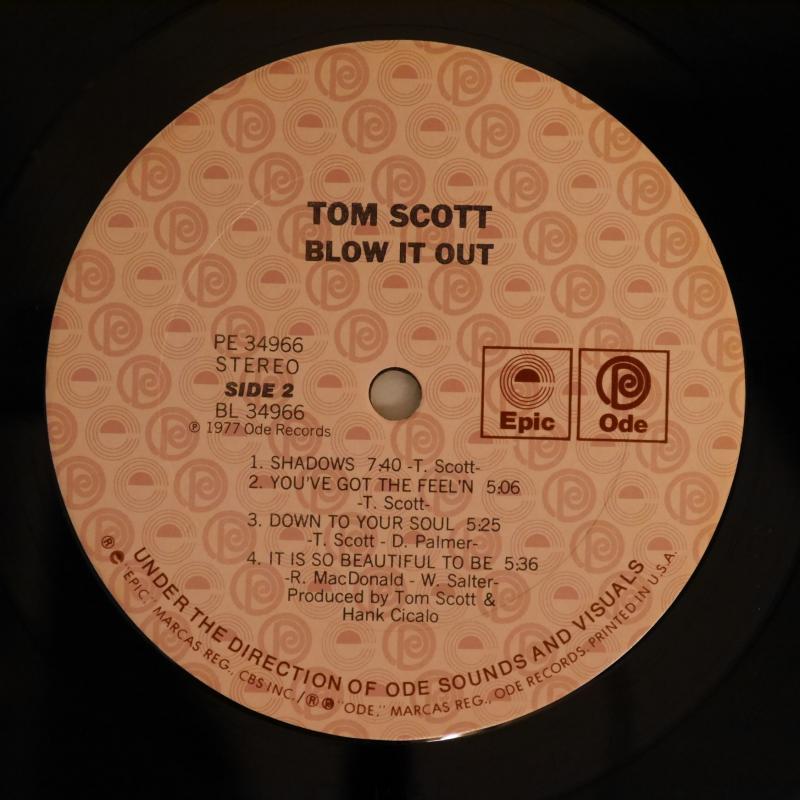 TOM SCOTT
BLOW IT OUT
PE 34966
STEREO
SIDE 2
BL 34966
℗ 1977 Ode Records
Epic
Ode
1. SHADOWS 7:40 -T. Scott-
2. YOU'VE GOT THE FEEL'N 5:06
-T. Scott-
3. DOWN TO YOUR SOUL 5:25
-T. Scott - D. Palmer-
4. IT IS SO BEAUTIFUL TO BE 5:36
-R. MacDonald - W. Salter-
Produced by Tom Scott &
Hank Cicalo
UNDER THE DIRECTION OF ODE SOUNDS AND VISUALS
® "EPIC," MARCAS REG., CBS INC./® "ODE," MARCAS REG., ODE RECORDS. PRINTED IN U.S.A.